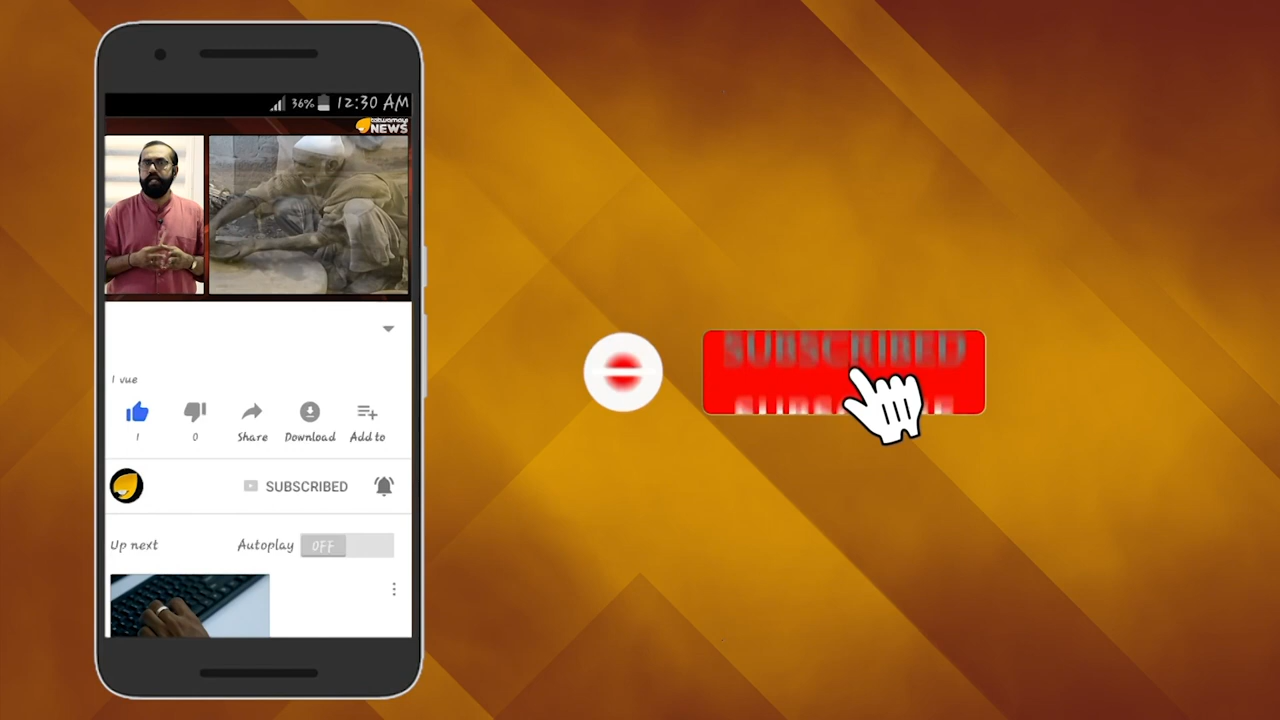 36% 12:30 AM
tatwamayi
NEWS
1 vue
1 0 Share Download Add to
SUBSCRIBED
Up next Autoplay OFF
SUBSCRIBED